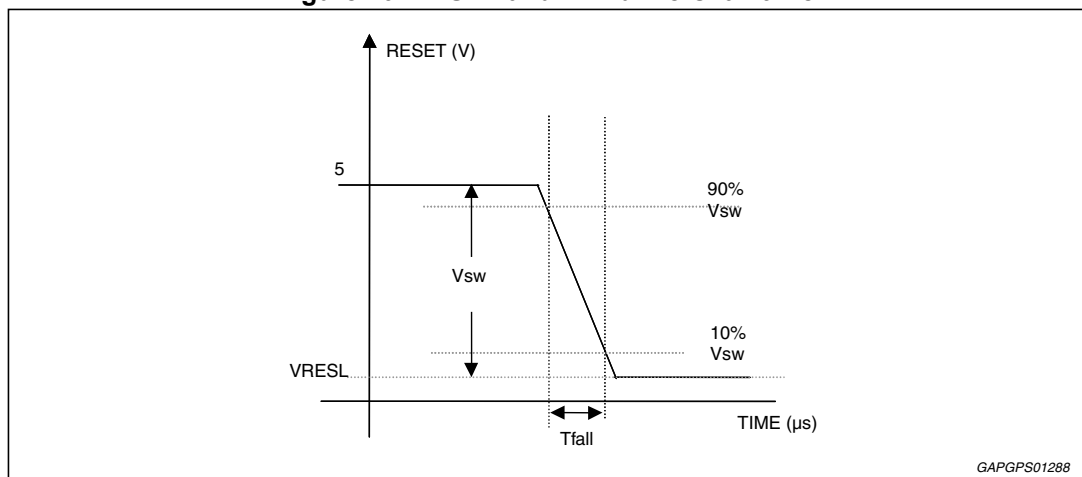 RESET (V)
5
90%
Vsw
Vsw
10%
Vsw
VRESL
TIME (µs)
Tfall
GAPGPS01288